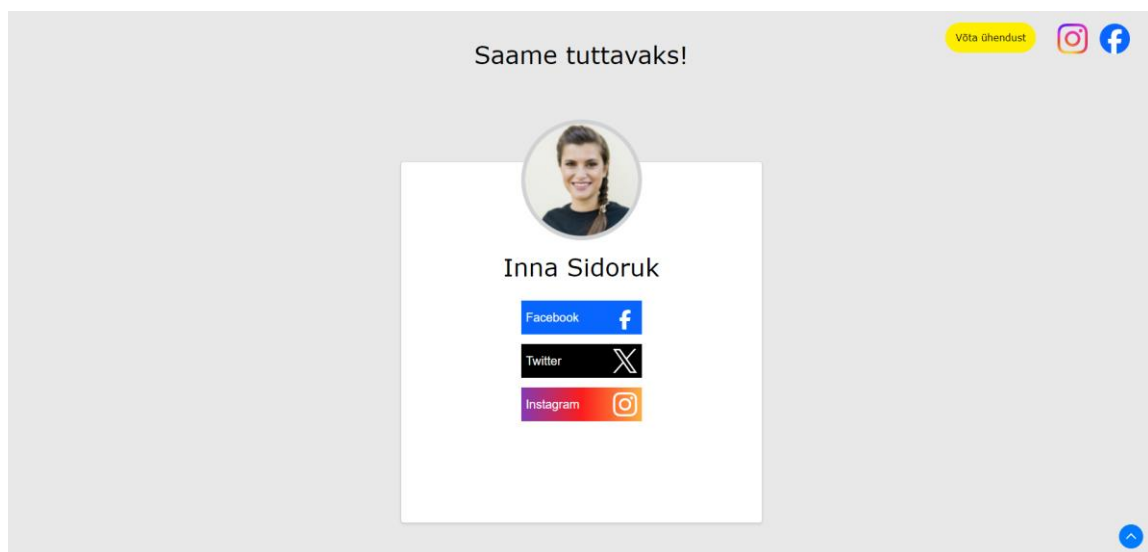 Võta ühendust
Saame tuttavaks!
Inna Sidoruk
Facebook
Twitter
Instagram